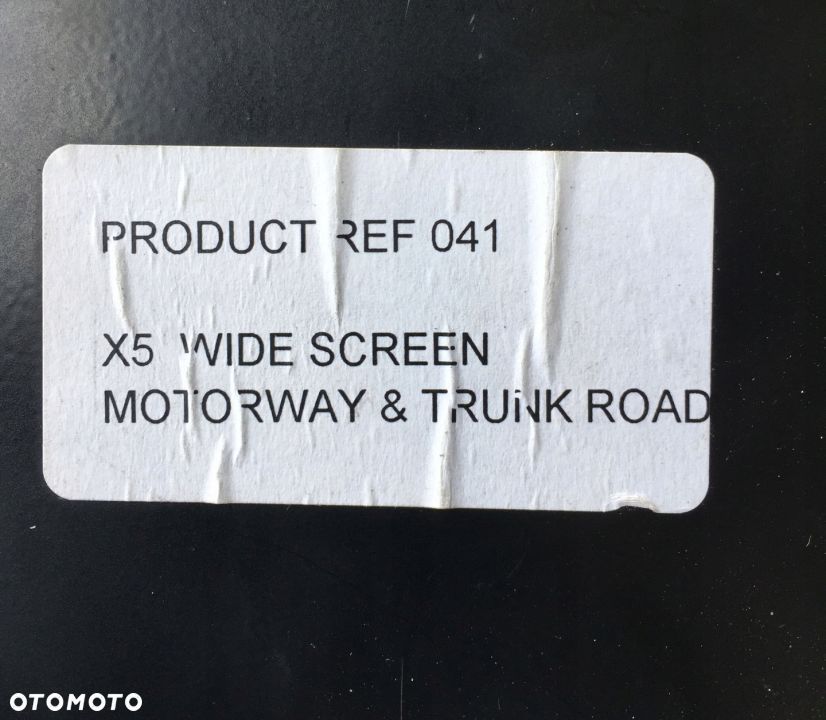 PRODUCT REF 041
X5 WIDE SCREEN
MOTORWAY & TRUNK ROAD
OTOMOTO